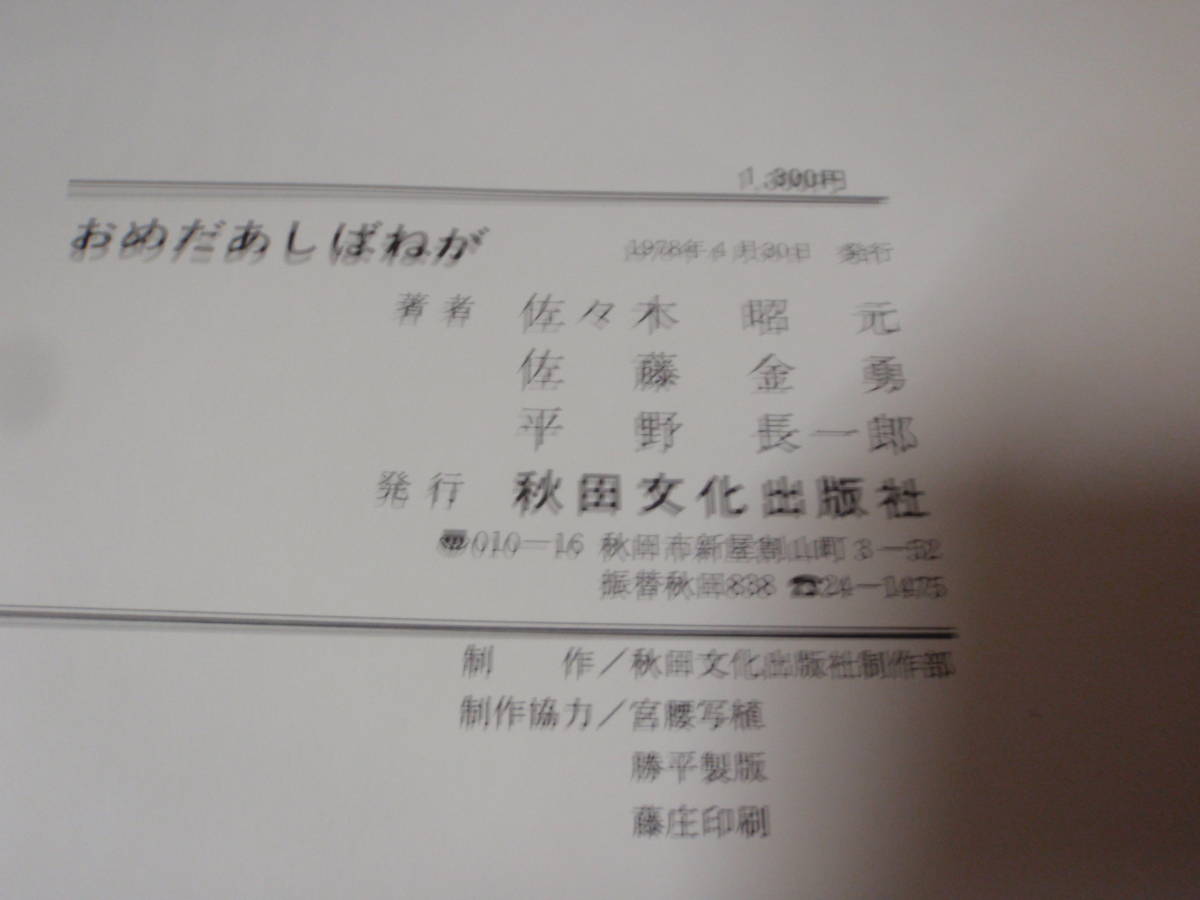 1,300円
おめだあしばねが 1978年4月30日 発行
著者 佐々木 昭 元
佐 藤 金 勇
平 野 長一郎
発行 秋田文化出版社
〠010—16 秋田市新屋割山町3—52
振替秋田838 ☎24—1475
制 作/秋田文化出版社制作部
制作協力/宮腰写植
勝平製版
藤庄印刷